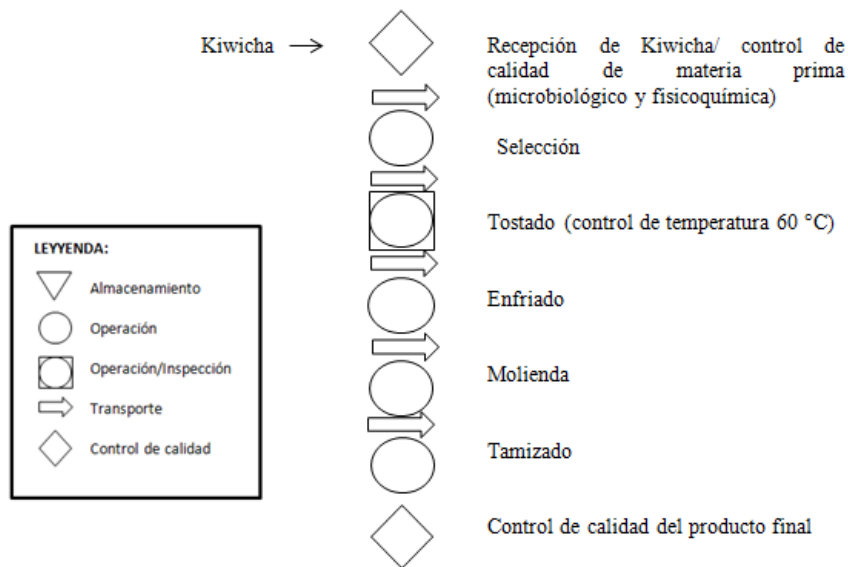 Kiwicha →
Recepción de Kiwicha/ control de
calidad de materia prima
(microbiológico y fisicoquímica)
Selección
Tostado (control de temperatura 60 °C)
LEYYENDA:
Almacenamiento
Operación
Operación/Inspección
Transporte
Control de calidad
Enfriado
Molienda
Tamizado
Control de calidad del producto final